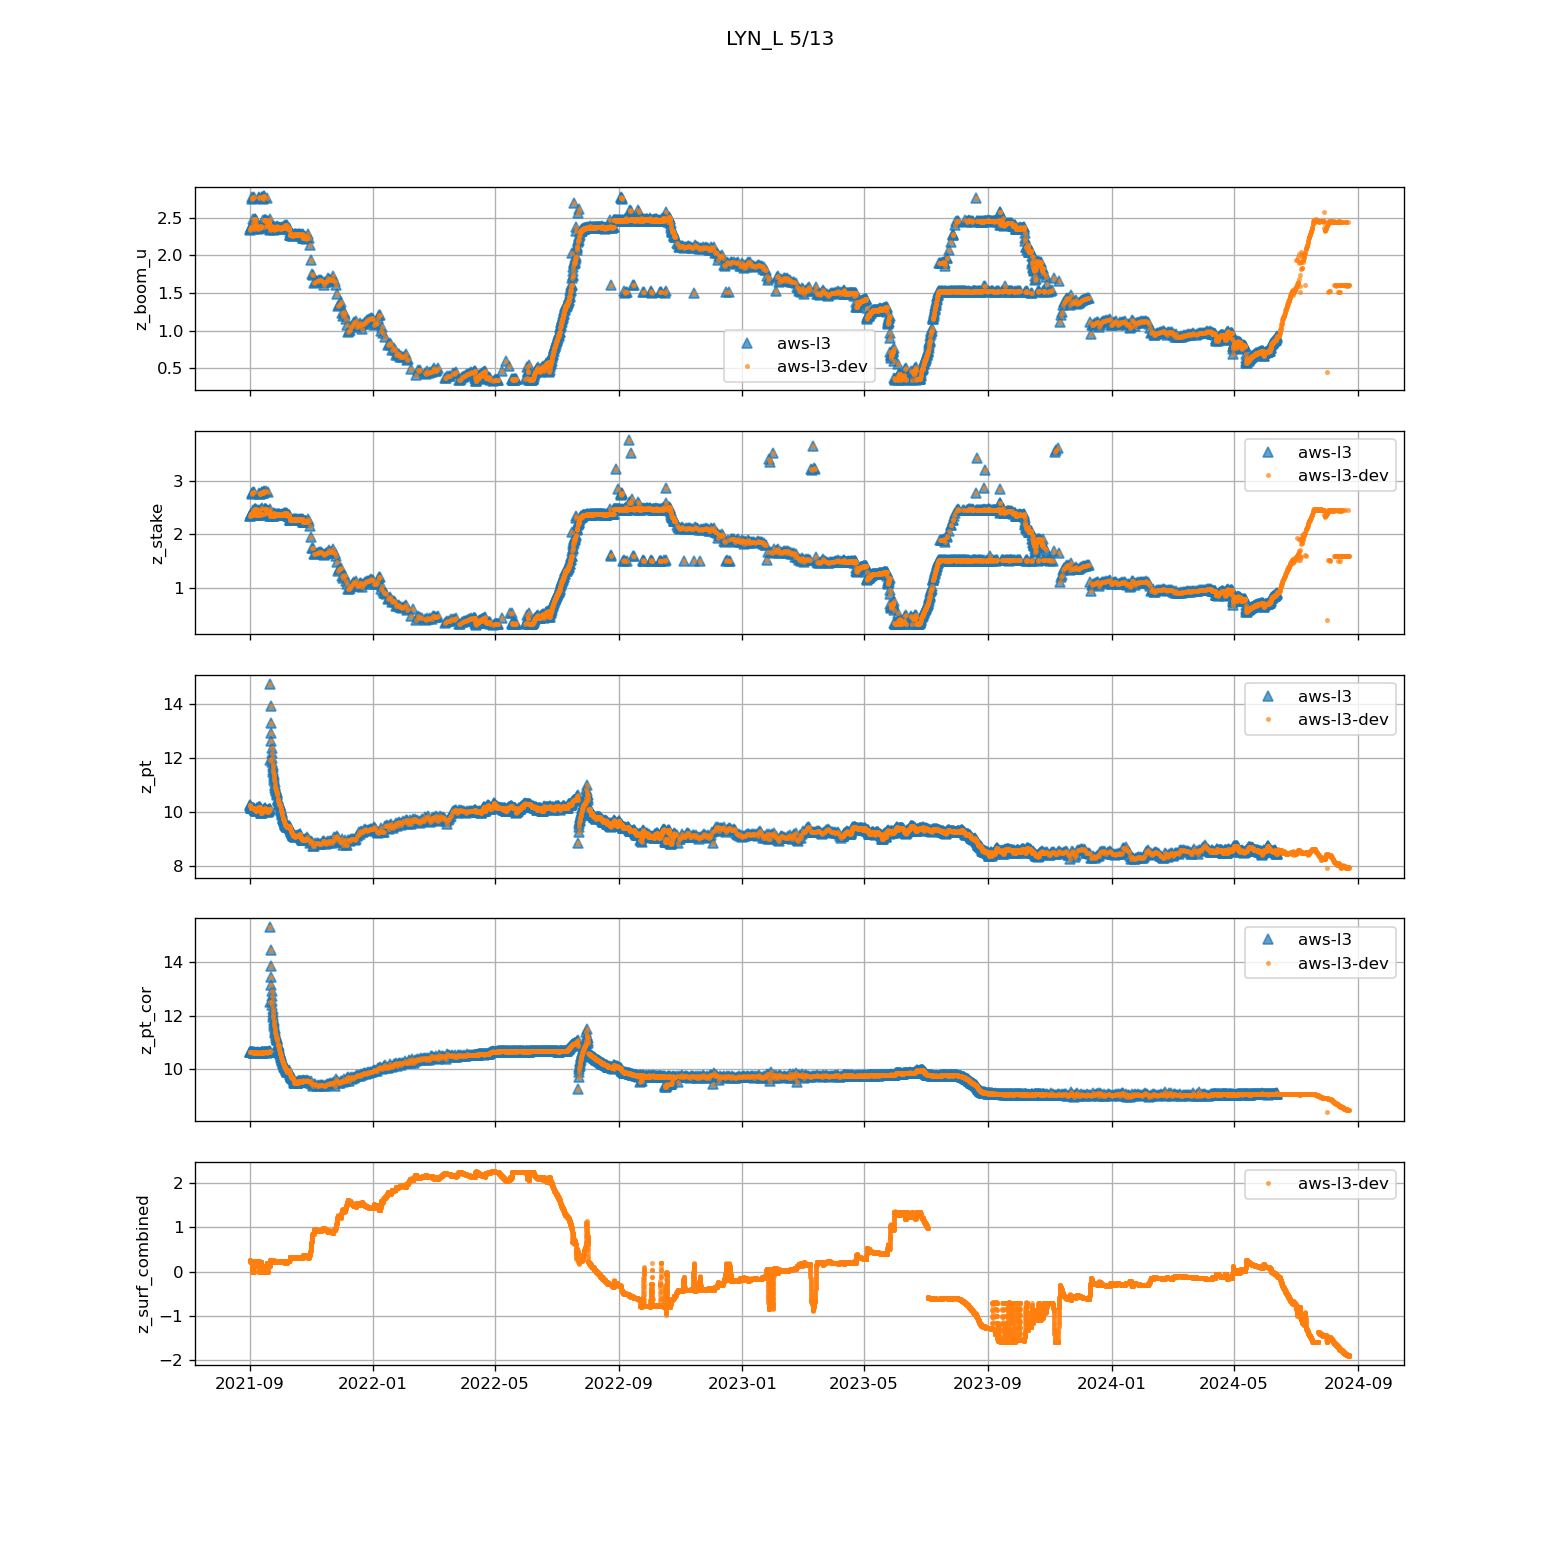 LYN_L 5/13
z_boom_u
2.5
2.0
1.5
1.0
0.5
aws-l3
aws-l3-dev
z_stake
3
2
1
aws-l3
aws-l3-dev
z_pt
14
12
10
8
aws-l3
aws-l3-dev
z_pt_cor
14
12
10
aws-l3
aws-l3-dev
z_surf_combined
2
1
0
−1
−2
aws-l3-dev
2021-09 2022-01 2022-05 2022-09 2023-01 2023-05 2023-09 2024-01 2024-05 2024-09